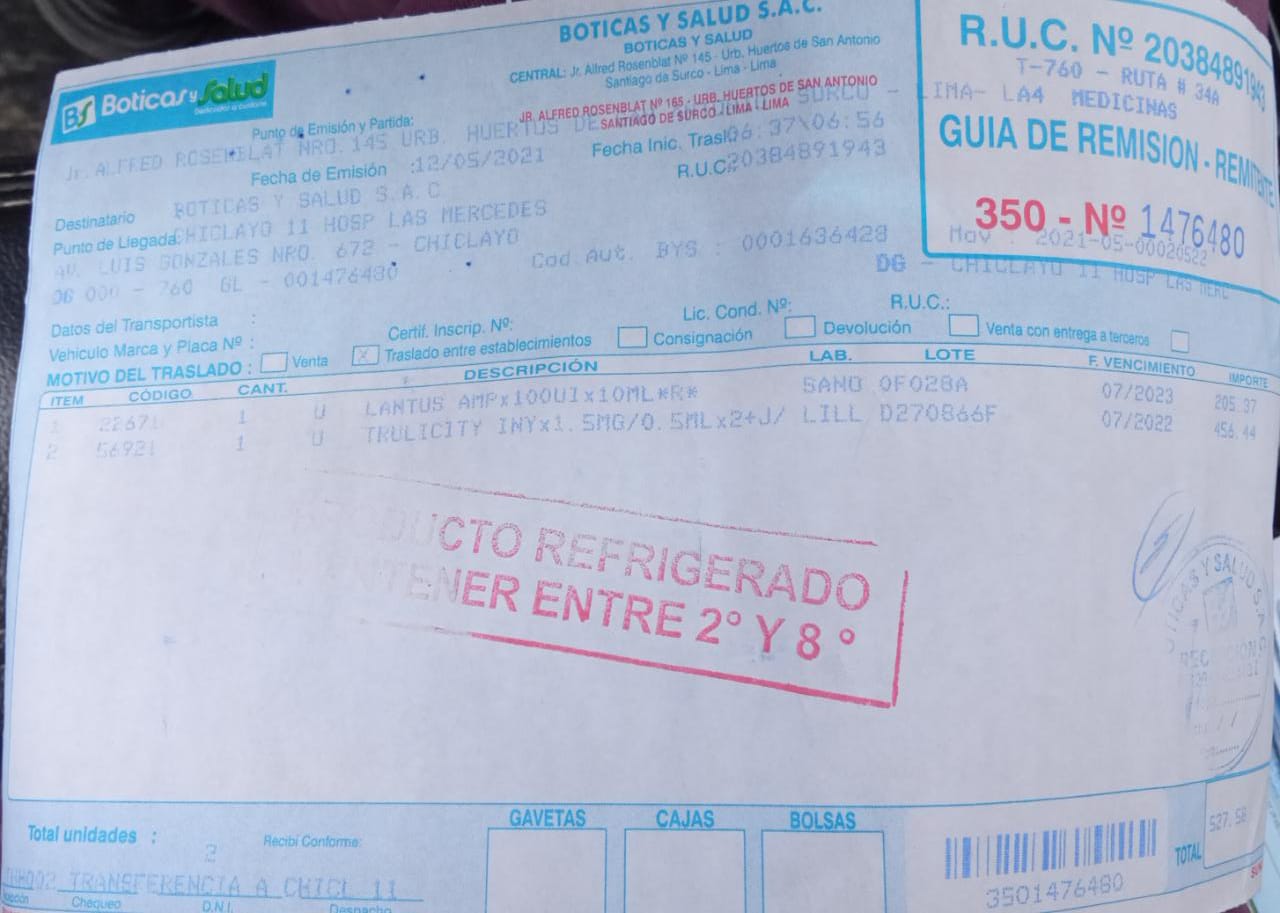 BOTICAS Y SALUD S.A.C.
BOTICAS Y SALUD
CENTRAL: Jr. Alfred Rosenblat Nº 145 - Urb. Huertos de San Antonio
Santiago de Surco - Lima - Lima
JR. ALFRED ROSENBLAT Nº 165 - URB. HUERTOS DE SAN ANTONIO
SANTIAGO DE SURCO / LIMA - LIMA
BS Boticas y Salud
R.U.C. Nº 20384891943
T-760 - RUTA # 34A
LA4 MEDICINAS
GUIA DE REMISION - REMITENTE
350 - Nº 1476480
Mov : 2021-05-00020522
Punto de Emisión y Partida:
Jr. ALFRED ROSENBLAT NRO. 145 URB. HUERTOS DE SURCO - LIMA-
Fecha de Emisión :12/05/2021 Fecha Inic. Trasl 06:37\06:56
R.U.C. 20384891943
Destinatario BOTICAS Y SALUD S.A.C
Punto de Llegada: CHICLAYO 11 HOSP LAS MERCEDES
AV. LUIS GONZALES NRO. 672 - CHICLAYO Cod Aut. BYS : 0001636428
DG 000 - 760 GL - 001476480 DG - CHICLAYO 11 HOSP LAS MERC
Datos del Transportista :
Vehículo Marca y Placa Nº : Certif. Inscrip. Nº: Lic. Cond. Nº: R.U.C.:
MOTIVO DEL TRASLADO : Venta X Traslado entre establecimientos Consignación Devolución Venta con entrega a terceros
ITEM CÓDIGO CANT. DESCRIPCIÓN LAB. LOTE F. VENCIMIENTO IMPORTE
1 22671 1 U LANTUS AMPx100UIx10ML*R* SANO 0F028A 07/2023 205.37
2 56921 1 U TRULICITY INYx1.5MG/0.5MLx2+J/ LILL D270866F 07/2022 456.44
PRODUCTO REFRIGERADO
ENTRE 2° Y 8 °
BOTICAS Y SALUD S.A.C
GAVETAS CAJAS BOLSAS
Total unidades : 2 Recibí Conforme:
TRANSFERENCIA A CHICL 11
Chequeo D.N.I. Despacho
3501476480
TOTAL 527.58